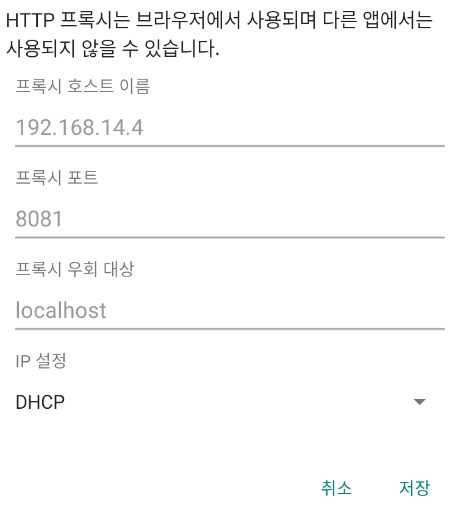 HTTP 프록시는 브라우저에서 사용되며 다른 앱에서는
사용되지 않을 수 있습니다.
프록시 호스트 이름
192.168.14.4
프록시 포트
8081
프록시 우회 대상
localhost
IP 설정
DHCP
취소 저장